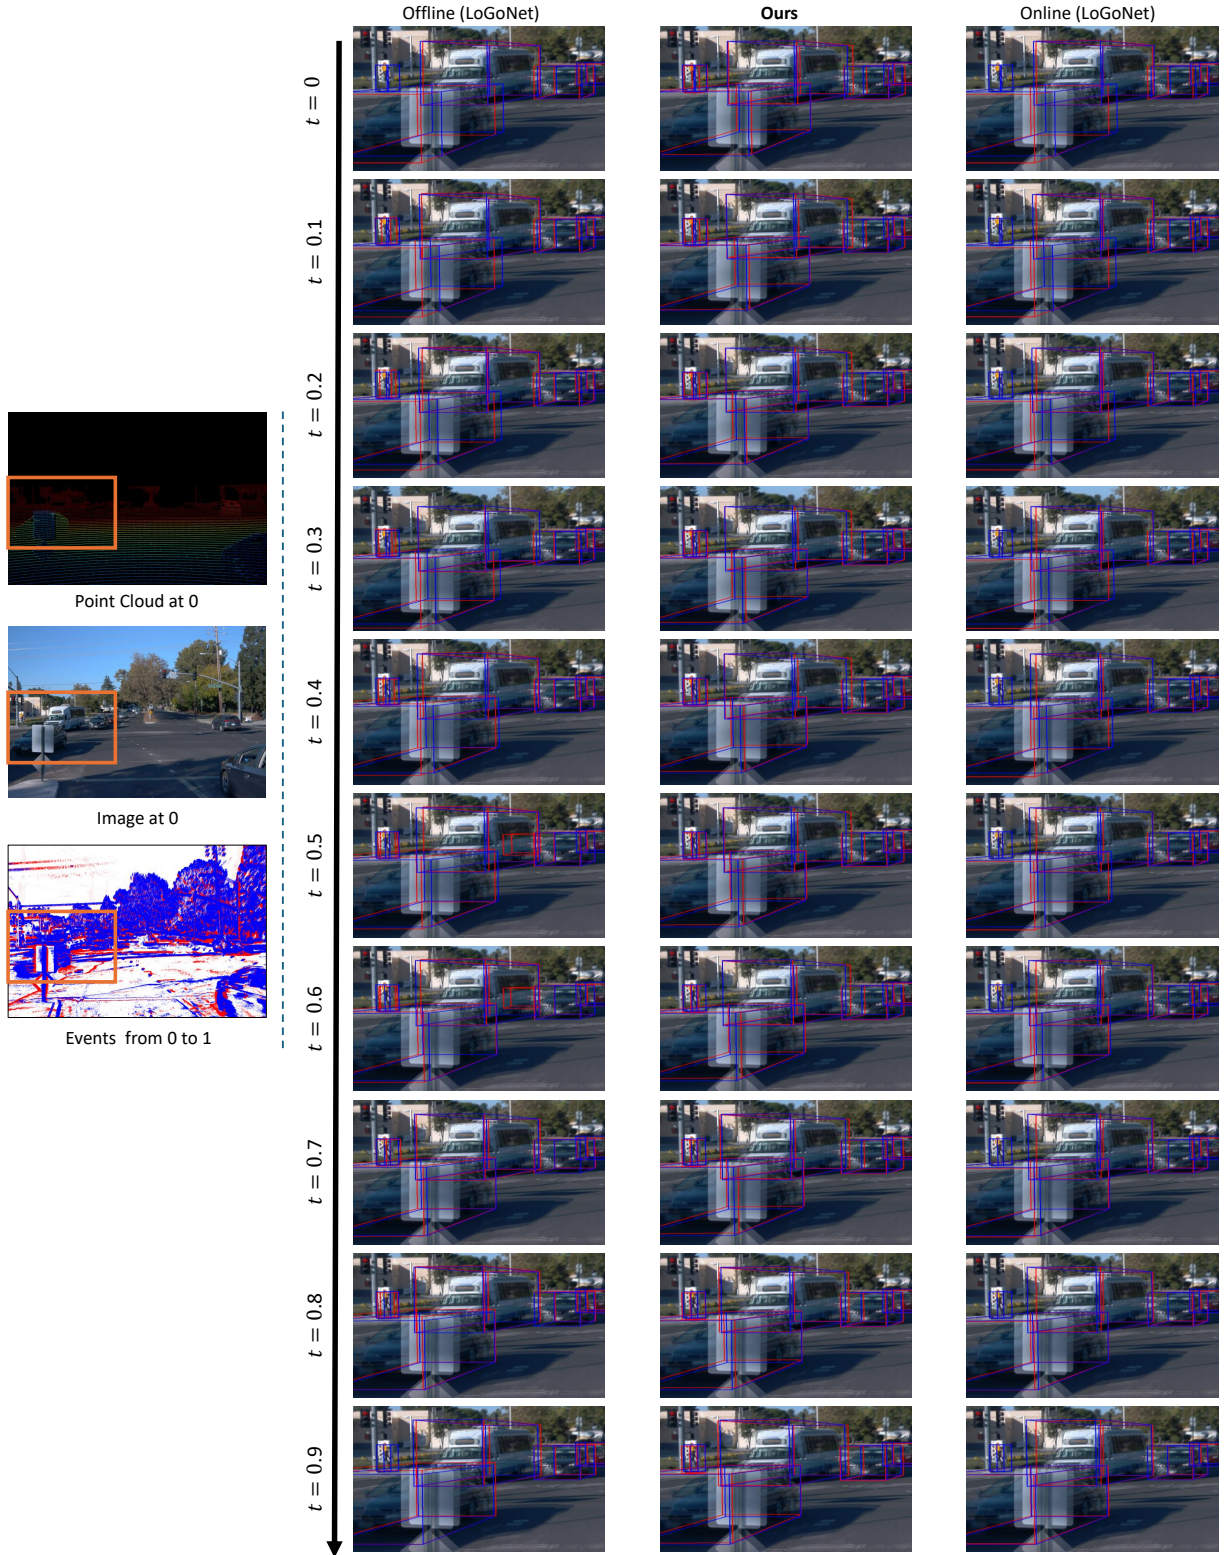 Offline (LoGoNet)
Ours
Online (LoGoNet)
t = 0
t = 0.1
t = 0.2
t = 0.3
t = 0.4
t = 0.5
t = 0.6
t = 0.7
t = 0.8
t = 0.9
Point Cloud at 0
Image at 0
Events from 0 to 1